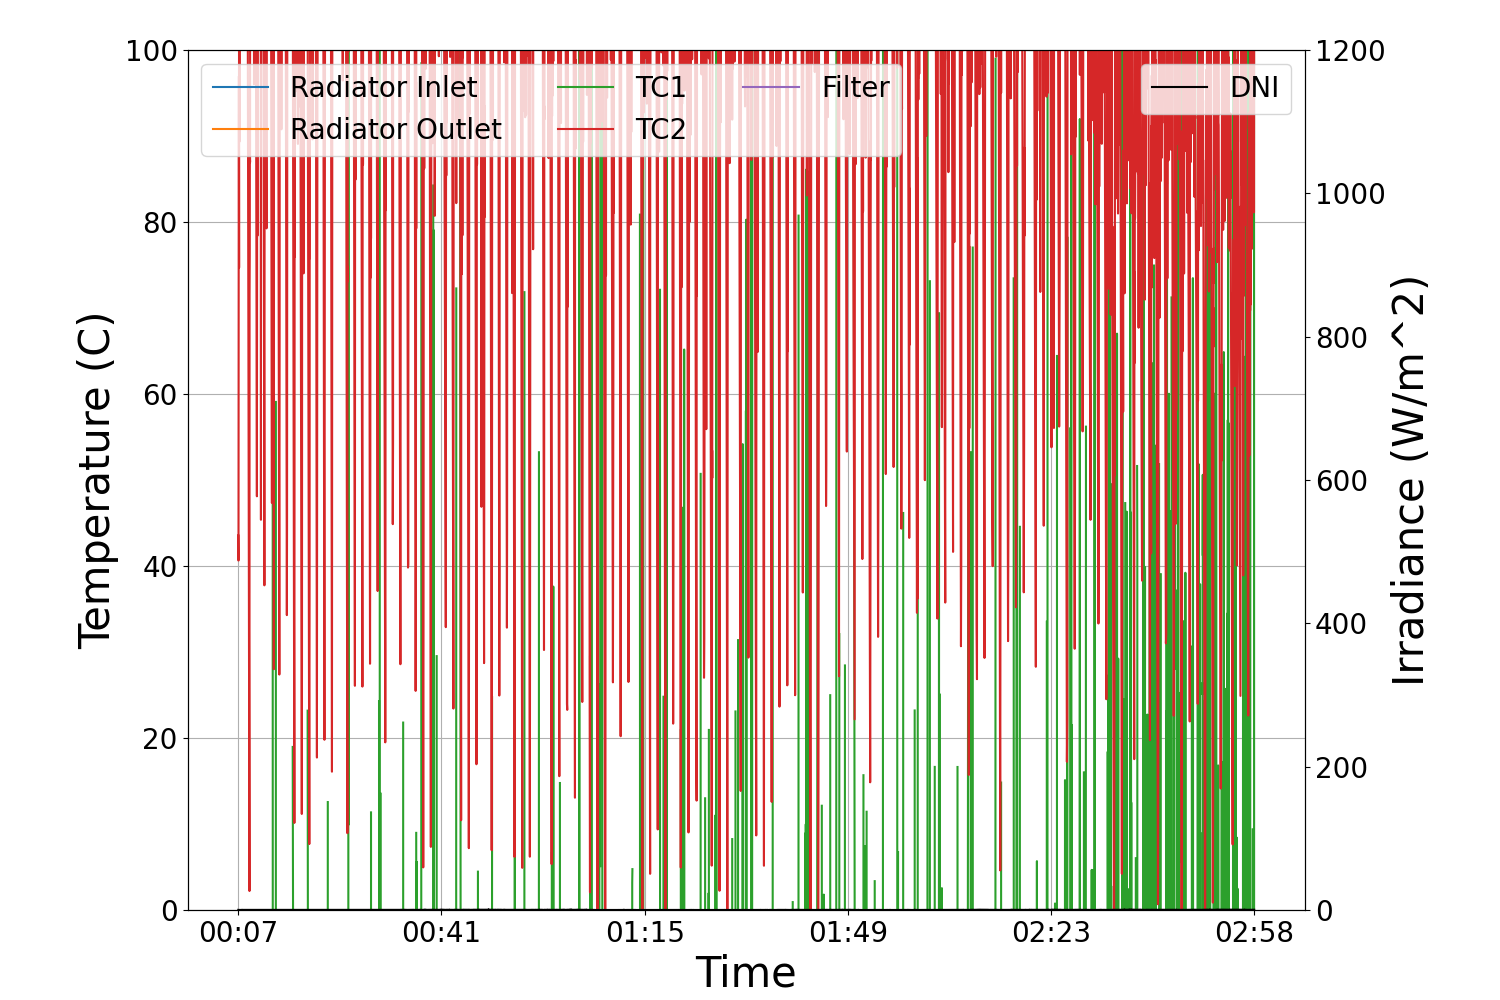 100
80
60
40
20
0
Temperature (C)
Radiator Inlet
Radiator Outlet
TC1
TC2
Filter
DNI
1200
1000
800
600
400
200
0
Irradiance (W/m^2)
00:07
00:41
01:15
01:49
02:23
02:58
Time